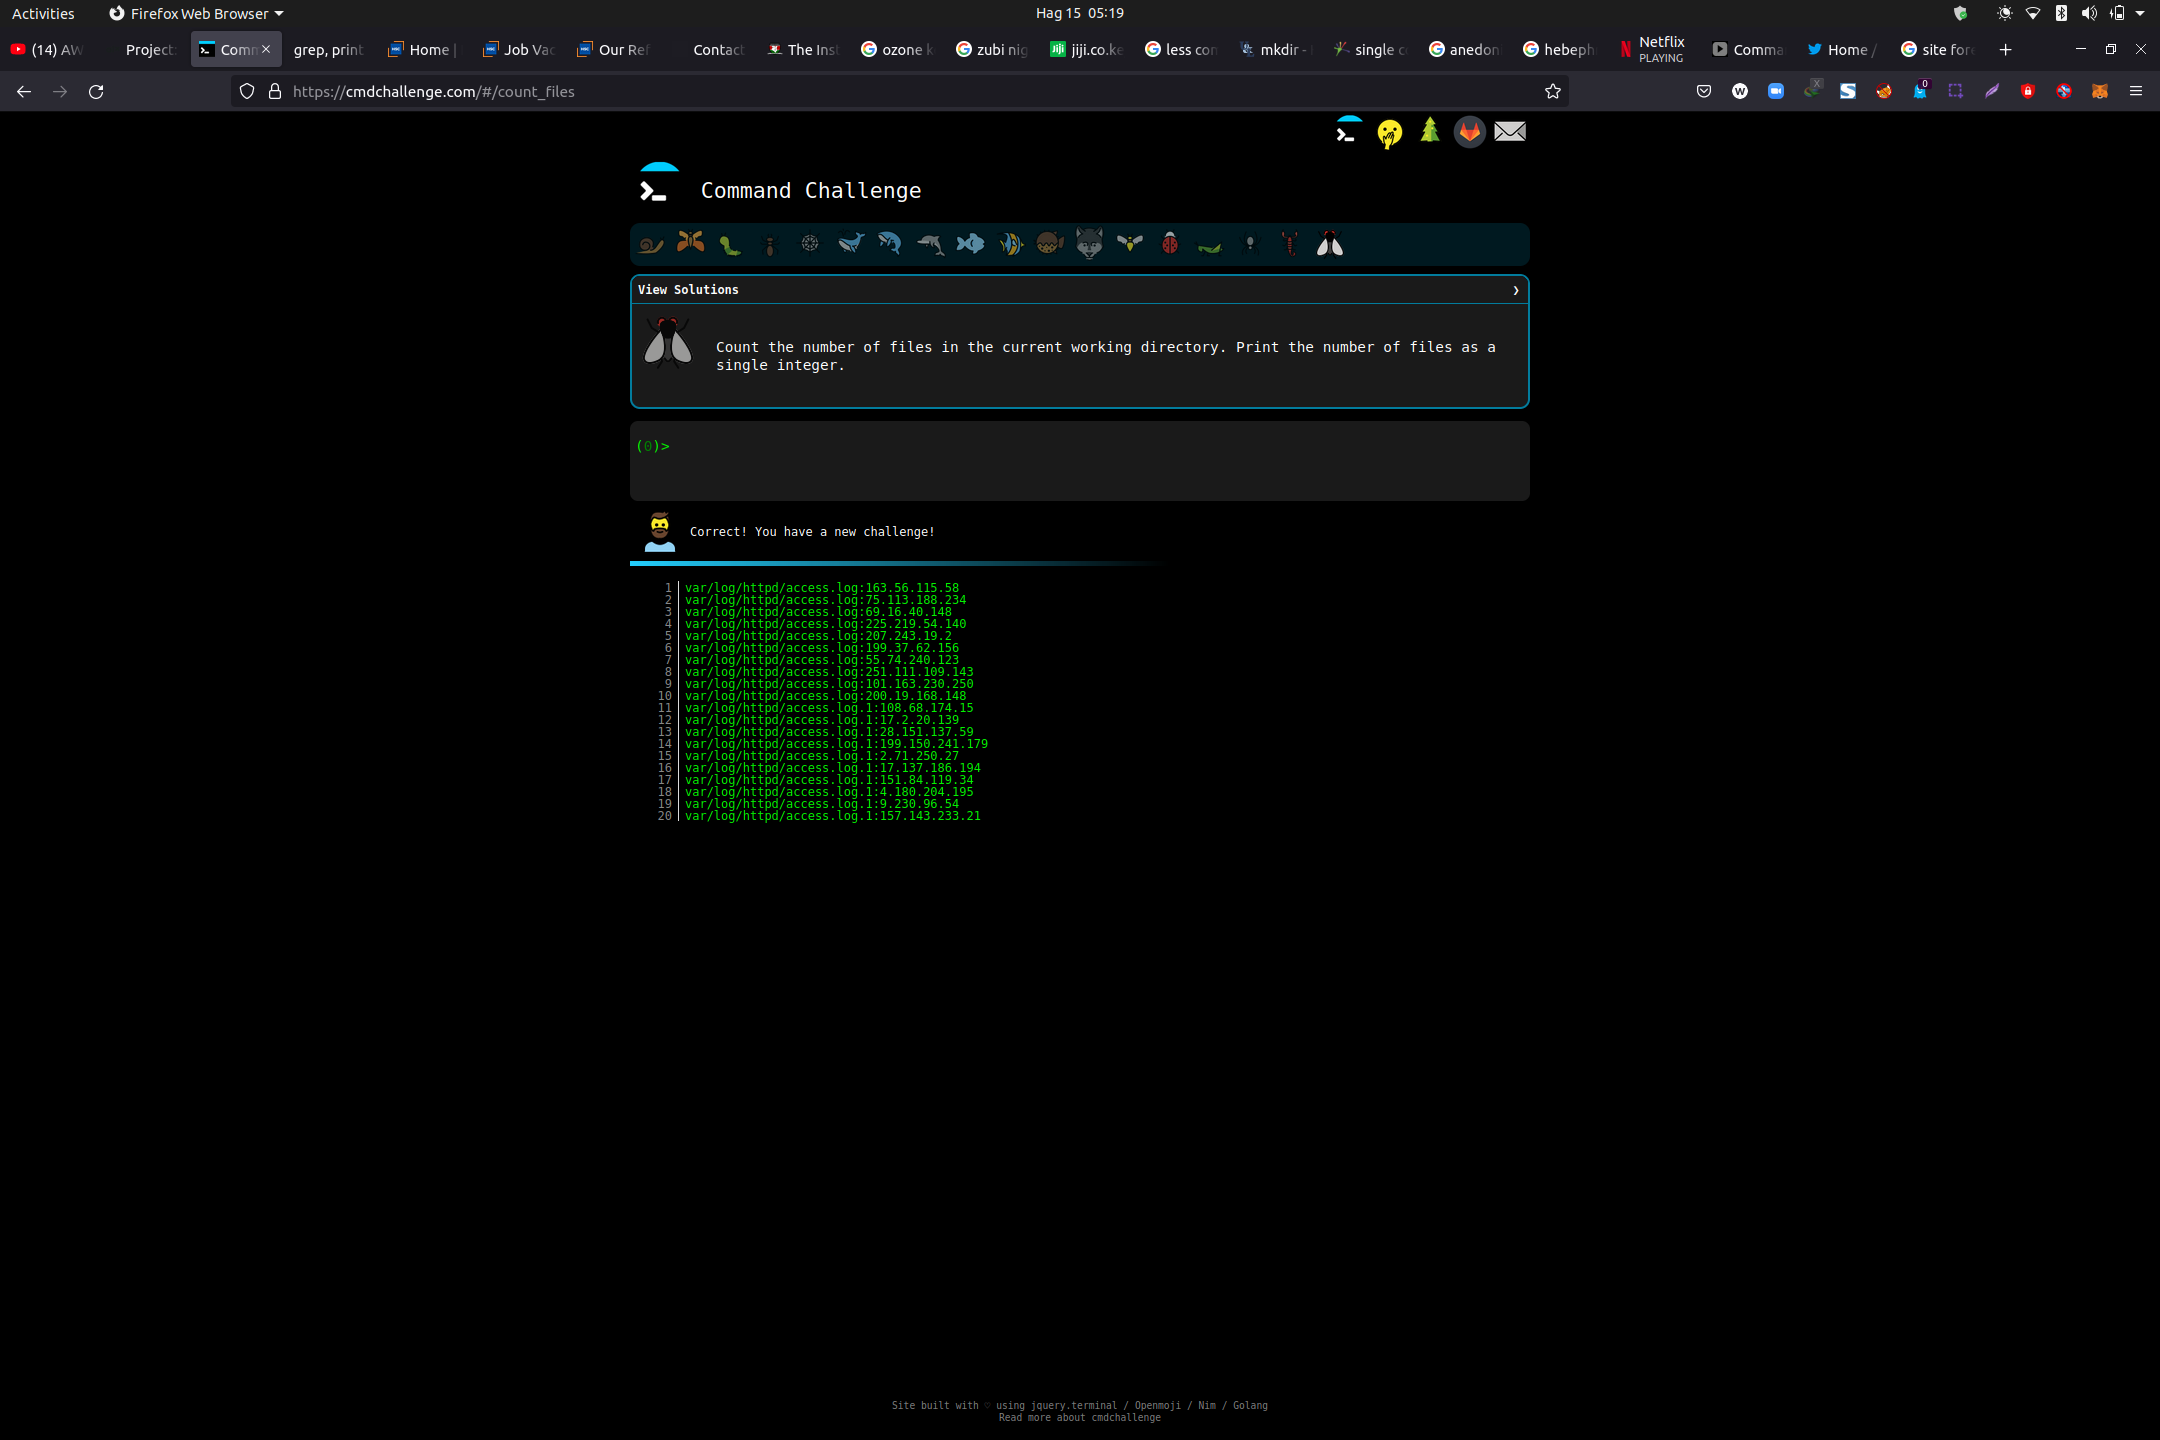 Activities Firefox Web Browser Hag 15 05:19
(14) AW Project Comm grep, print Home | Job Vac Our Ref Contact The Inst ozone k zubi nig jiji.co.ke less con mkdir - single co anedon hebeph Netflix PLAYING Comma Home / site fore
https://cmdchallenge.com/#/count_files
Command Challenge
View Solutions
Count the number of files in the current working directory. Print the number of files as a
single integer.
(0)>
Correct! You have a new challenge!
1 var/log/httpd/access.log:163.56.115.58
2 var/log/httpd/access.log:75.113.188.234
3 var/log/httpd/access.log:69.16.40.148
4 var/log/httpd/access.log:225.219.54.140
5 var/log/httpd/access.log:207.243.19.2
6 var/log/httpd/access.log:199.37.62.156
7 var/log/httpd/access.log:55.74.240.123
8 var/log/httpd/access.log:251.111.109.143
9 var/log/httpd/access.log:101.163.230.250
10 var/log/httpd/access.log:200.19.168.148
11 var/log/httpd/access.log.1:108.68.174.15
12 var/log/httpd/access.log.1:17.2.20.139
13 var/log/httpd/access.log.1:28.151.137.59
14 var/log/httpd/access.log.1:199.150.241.179
15 var/log/httpd/access.log.1:2.71.250.27
16 var/log/httpd/access.log.1:17.137.186.194
17 var/log/httpd/access.log.1:151.84.119.34
18 var/log/httpd/access.log.1:4.180.204.195
19 var/log/httpd/access.log.1:9.230.96.54
20 var/log/httpd/access.log.1:157.143.233.21
Site built with ♡ using jquery.terminal / Openmoji / Nim / Golang
Read more about cmdchallenge